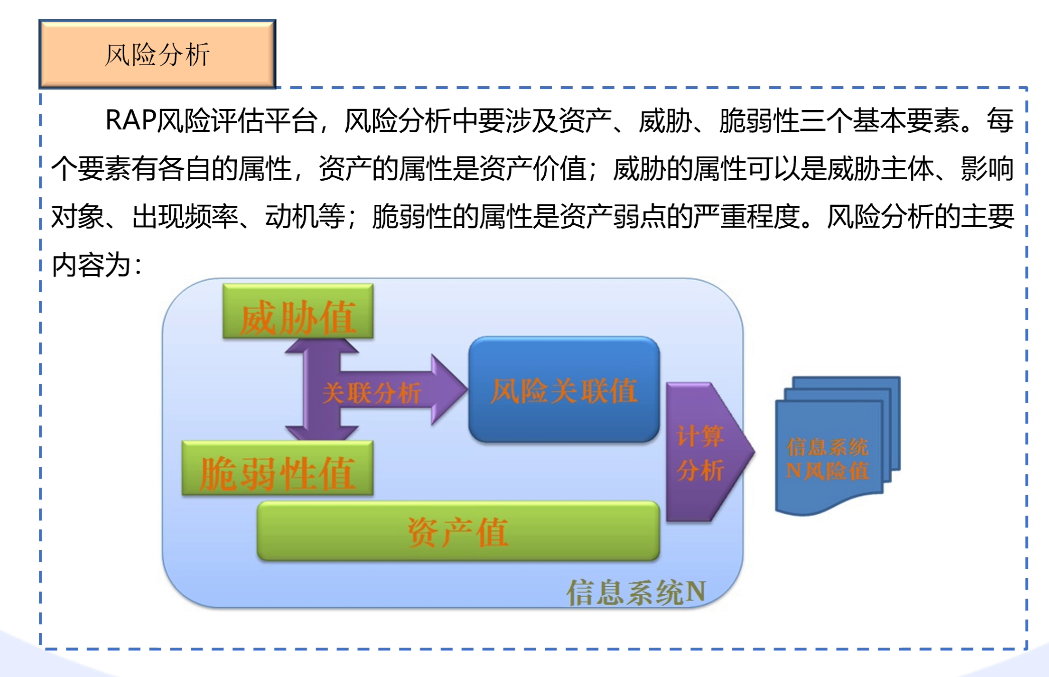 风险分析
RAP风险评估平台，风险分析中要涉及资产、威胁、脆弱性三个基本要素。每
个要素有各自的属性，资产的属性是资产价值；威胁的属性可以是威胁主体、影响
对象、出现频率、动机等；脆弱性的属性是资产弱点的严重程度。风险分析的主要
内容为：
威胁值
关联分析
风险关联值
计算
分析
信息系统
N风险值
脆弱性值
资产值
信息系统N